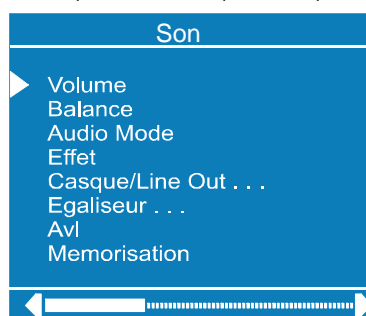 Son
Volume
Balance
Audio Mode
Effet
Casque/Line Out . . .
Egaliseur . . .
Avl
Memorisation